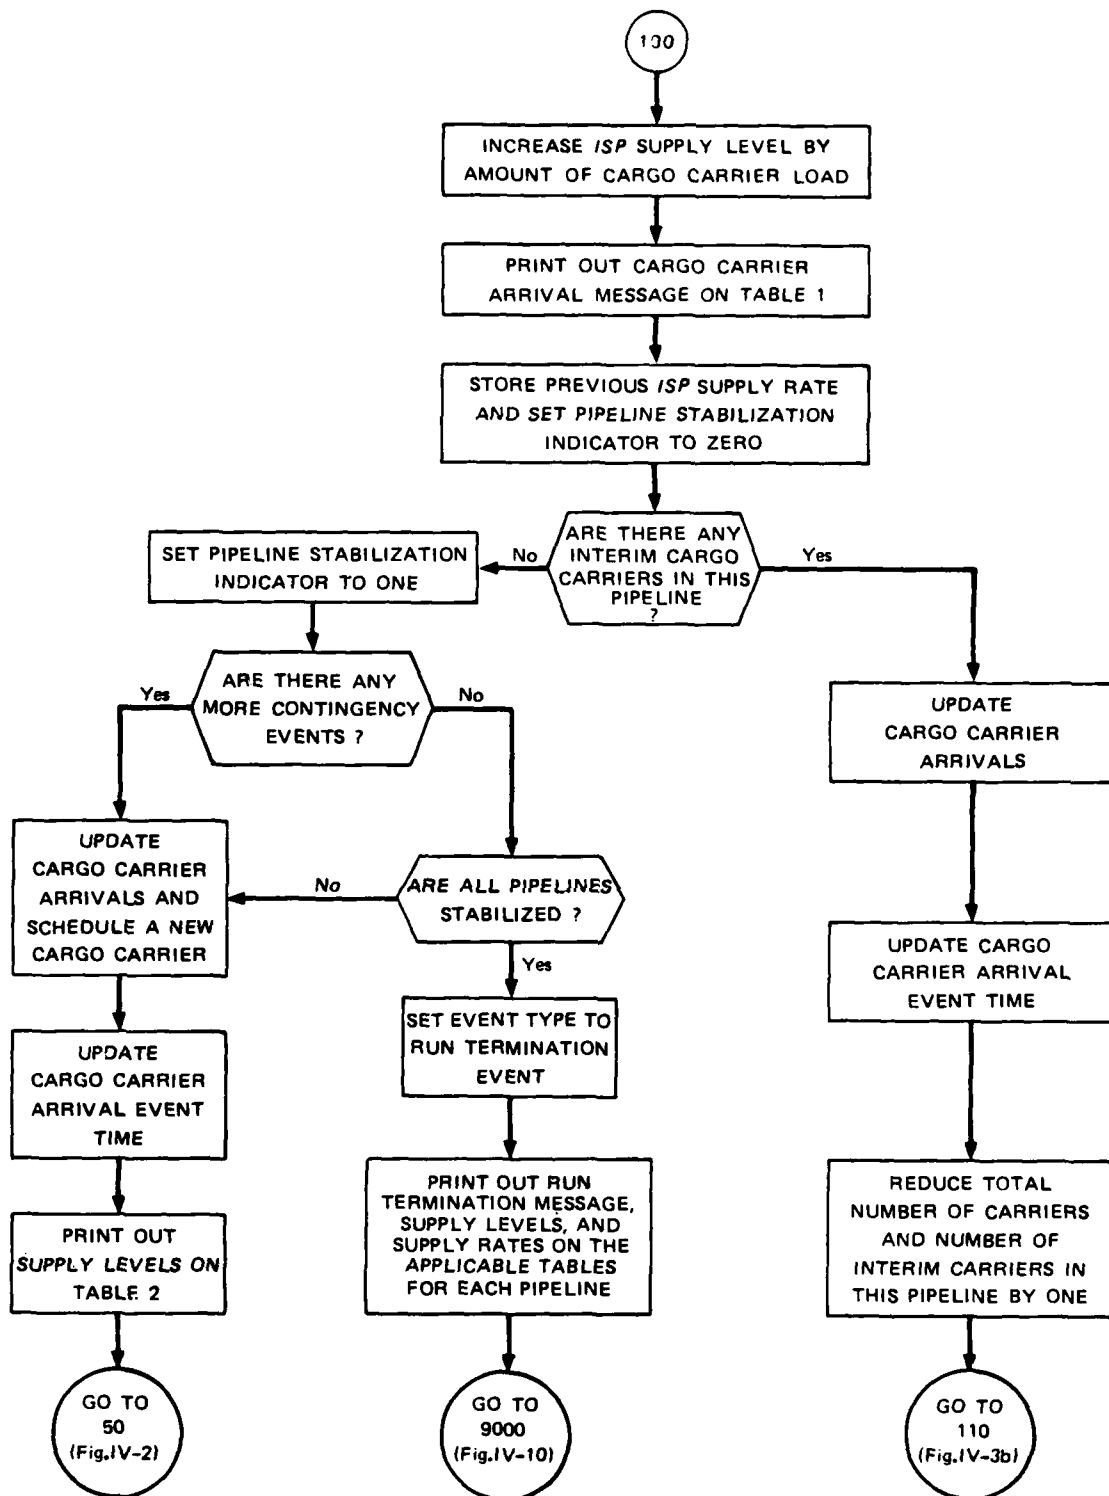 100
INCREASE ISP SUPPLY LEVEL BY
AMOUNT OF CARGO CARRIER LOAD
PRINT OUT CARGO CARRIER
ARRIVAL MESSAGE ON TABLE 1
STORE PREVIOUS ISP SUPPLY RATE
AND SET PIPELINE STABILIZATION
INDICATOR TO ZERO
ARE THERE ANY
INTERIM CARGO
CARRIERS IN THIS
PIPELINE
?
No
Yes
SET PIPELINE STABILIZATION
INDICATOR TO ONE
ARE THERE ANY
MORE CONTINGENCY
EVENTS ?
Yes
No
UPDATE
CARGO CARRIER
ARRIVALS
UPDATE
CARGO CARRIER
ARRIVALS AND
SCHEDULE A NEW
CARGO CARRIER
No
ARE ALL PIPELINES
STABILIZED ?
Yes
UPDATE CARGO
CARRIER ARRIVAL
EVENT TIME
SET EVENT TYPE TO
RUN TERMINATION
EVENT
UPDATE
CARGO CARRIER
ARRIVAL EVENT
TIME
PRINT OUT RUN
TERMINATION MESSAGE,
SUPPLY LEVELS, AND
SUPPLY RATES ON THE
APPLICABLE TABLES
FOR EACH PIPELINE
REDUCE TOTAL
NUMBER OF CARRIERS
AND NUMBER OF
INTERIM CARRIERS IN
THIS PIPELINE BY ONE
PRINT OUT
SUPPLY LEVELS ON
TABLE 2
GO TO
50
(Fig.IV-2)
GO TO
9000
(Fig.IV-10)
GO TO
110
(Fig.IV-3b)